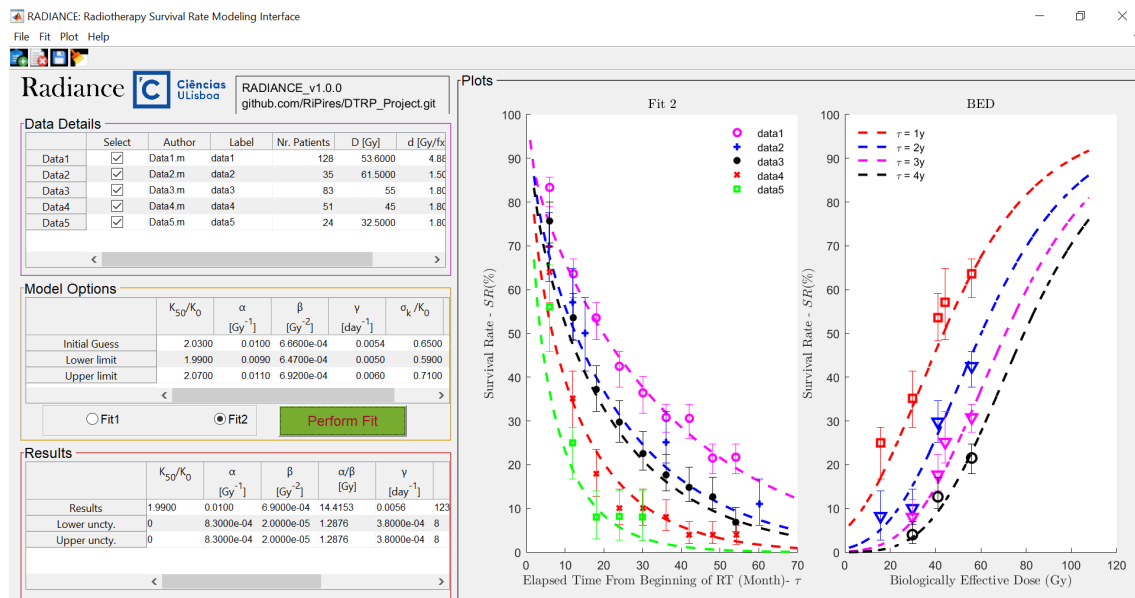 RADIANCE: Radiotherapy Survival Rate Modeling Interface
File Fit Plot Help
Radiance
C
Ciências
ULisboa
RADIANCE_v1.0.0
github.com/RiPires/DTRP_Project.git
Data Details
Select Author Label Nr. Patients D [Gy] d [Gy/fx
Data1 Data1.m data1 128 53.6000 4.88
Data2 Data2.m data2 35 61.5000 1.50
Data3 Data3.m data3 83 55 1.80
Data4 Data4.m data4 51 45 1.80
Data5 Data5.m data5 24 32.5000 1.80
Model Options
K50/K0 α [Gy-1] β [Gy-2] γ [day-1] σk/K0
Initial Guess 2.0300 0.0100 6.6600e-04 0.0054 0.6500
Lower limit 1.9900 0.0090 6.4700e-04 0.0050 0.5900
Upper limit 2.0700 0.0110 6.9200e-04 0.0060 0.7100
Fit1 Fit2 Perform Fit
Results
K50/K0 α [Gy-1] β [Gy-2] α/β [Gy] γ [day-1]
Results 1.9900 0.0100 6.9000e-04 14.4153 0.0056 123
Lower uncty. 0 8.3000e-04 2.0000e-05 1.2876 3.8000e-04 8
Upper uncty. 0 8.3000e-04 2.0000e-05 1.2876 3.8000e-04 8
Plots
Fit 2
100
90
80
70
60
50
40
30
20
10
0
Survival Rate - SR(%)
data1
data2
data3
data4
data5
0 10 20 30 40 50 60 70
Elapsed Time From Beginning of RT (Month)- τ
BED
100
90
80
70
60
50
40
30
20
10
0
Survival Rate - SR(%)
τ = 1y
τ = 2y
τ = 3y
τ = 4y
0 20 40 60 80 100 120
Biologically Effective Dose (Gy)